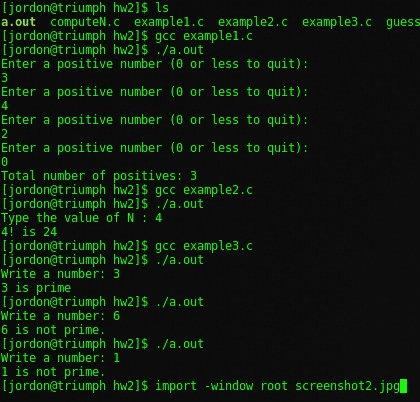 [jordon@triumph hw2]$ ls
a.out  computeN.c  example1.c  example2.c  example3.c  guess
[jordon@triumph hw2]$ gcc example1.c
[jordon@triumph hw2]$ ./a.out
Enter a positive number (0 or less to quit):
3
Enter a positive number (0 or less to quit):
4
Enter a positive number (0 or less to quit):
2
Enter a positive number (0 or less to quit):
0
Total number of positives: 3
[jordon@triumph hw2]$ gcc example2.c
[jordon@triumph hw2]$ ./a.out
Type the value of N : 4
4! is 24
[jordon@triumph hw2]$ gcc example3.c
[jordon@triumph hw2]$ ./a.out
Write a number: 3
3 is prime
[jordon@triumph hw2]$ ./a.out
Write a number: 6
6 is not prime.
[jordon@triumph hw2]$ ./a.out
Write a number: 1
1 is not prime.
[jordon@triumph hw2]$ import -window root screenshot2.jpg